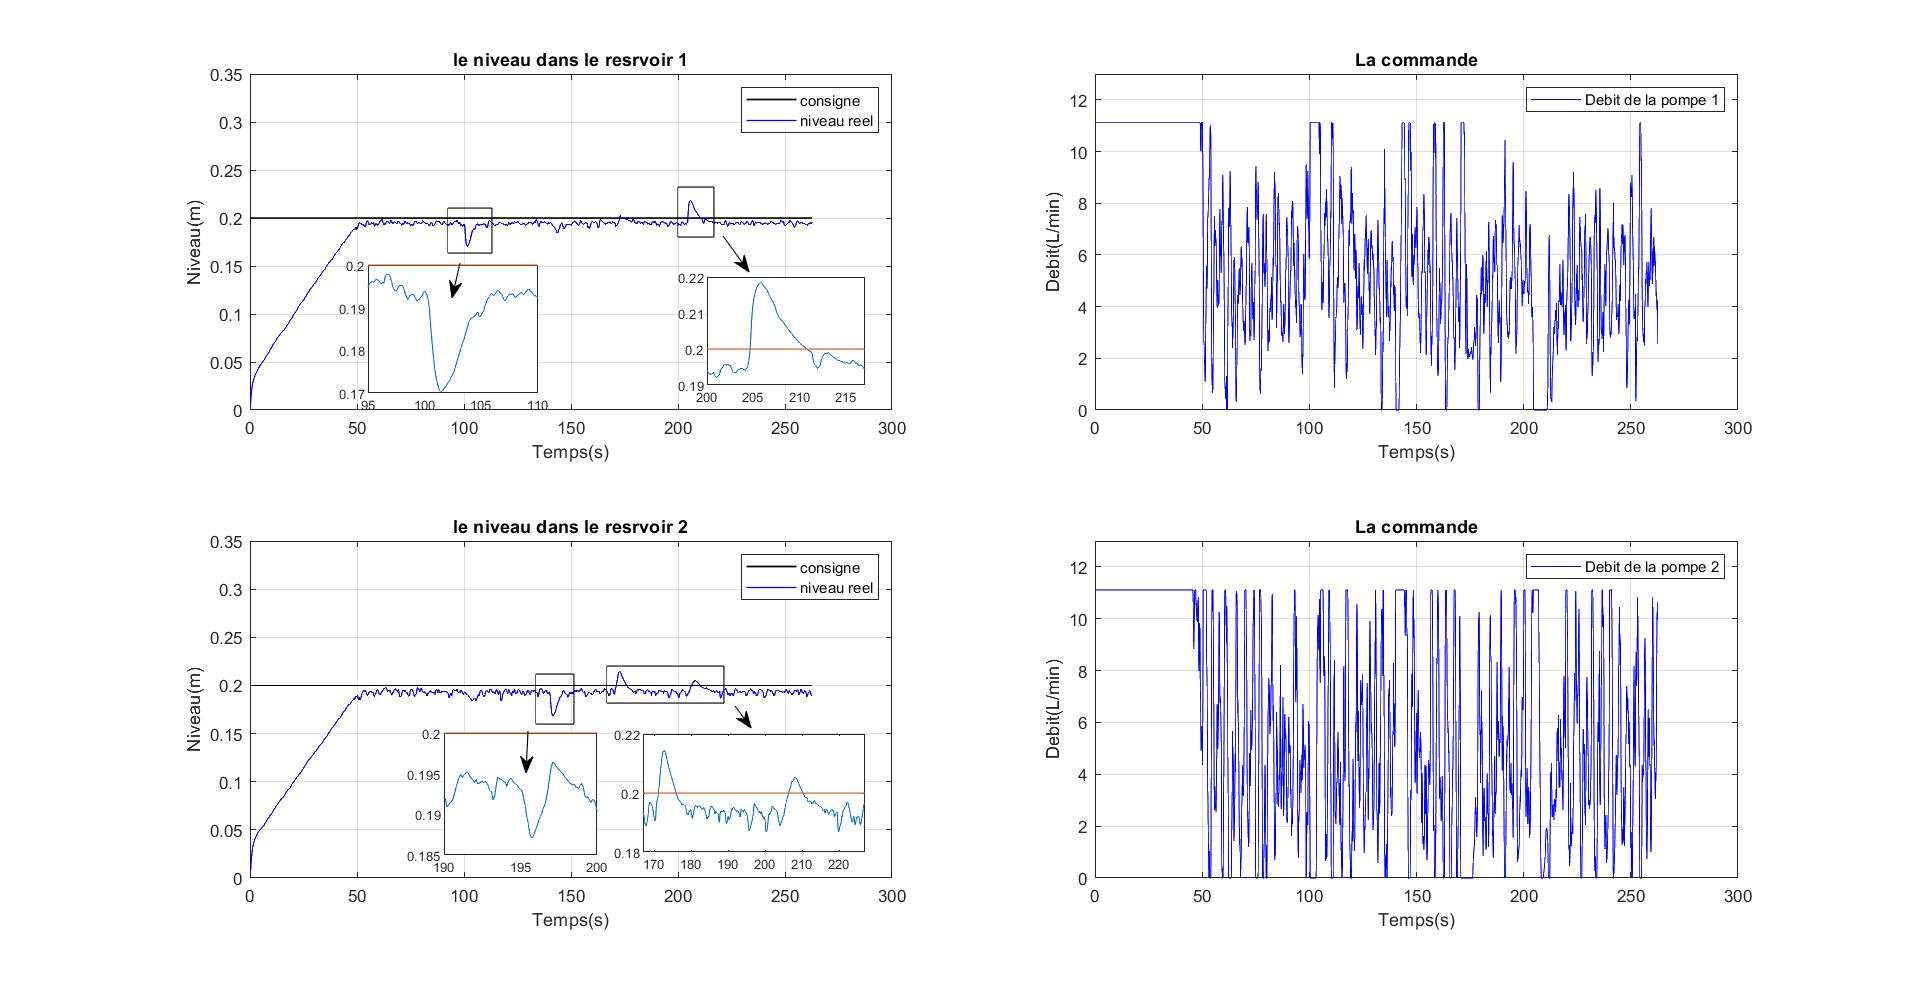 le niveau dans le resrvoir 1
0.35
0.3
0.25
0.2
0.15
0.1
0.05
0
Niveau(m)
consigne
niveau reel
0.2
0.19
0.18
0.17
95 100 105 110
0.22
0.21
0.2
0.19
200 205 210 215
0 50 100 150 200 250 300
Temps(s)
La commande
12
10
8
6
4
2
0
Debit(L/min)
Debit de la pompe 1
0 50 100 150 200 250 300
Temps(s)
le niveau dans le resrvoir 2
0.35
0.3
0.25
0.2
0.15
0.1
0.05
0
Niveau(m)
consigne
niveau reel
0.2
0.195
0.19
0.185
190 195 200
0.22
0.2
0.18
170 180 190 200 210 220
0 50 100 150 200 250 300
Temps(s)
La commande
12
10
8
6
4
2
0
Debit(L/min)
Debit de la pompe 2
0 50 100 150 200 250 300
Temps(s)